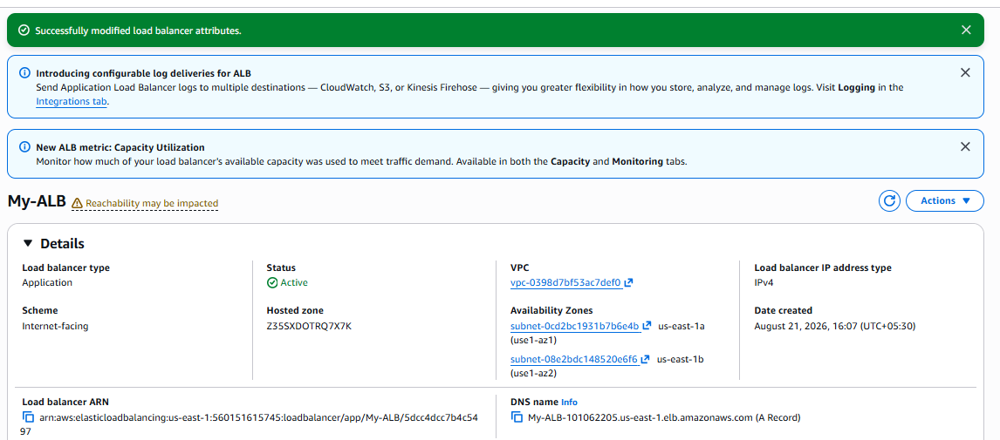 Successfully modified load balancer attributes.
Introducing configurable log deliveries for ALB
Send Application Load Balancer logs to multiple destinations — CloudWatch, S3, or Kinesis Firehose — giving you greater flexibility in how you store, analyze, and manage logs. Visit Logging in the
Integrations tab.
New ALB metric: Capacity Utilization
Monitor how much of your load balancer's available capacity was used to meet traffic demand. Available in both the Capacity and Monitoring tabs.
My-ALB Reachability may be impacted
Actions
Details
Load balancer type
Application
Status
Active
VPC
vpc-0398d7bf53ac7def0
Load balancer IP address type
IPv4
Scheme
Internet-facing
Hosted zone
Z35SXDOTRQ7X7K
Availability Zones
subnet-0cd2bc1931b7b6e4b us-east-1a
(use1-az1)
subnet-08e2bdc148520e6f6 us-east-1b
(use1-az2)
Date created
August 21, 2026, 16:07 (UTC+05:30)
Load balancer ARN
arn:aws:elasticloadbalancing:us-east-1:560151615745:loadbalancer/app/My-ALB/5dcc4dcc7b4c54
97
DNS name Info
My-ALB-101062205.us-east-1.elb.amazonaws.com (A Record)